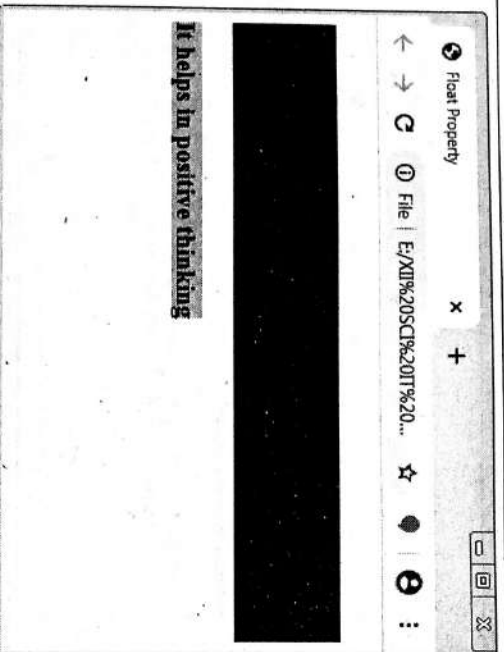 Float Property × +
← → C ⓘ File | E:/XII%20SCI%20IT%20...
It helps in positive thinking